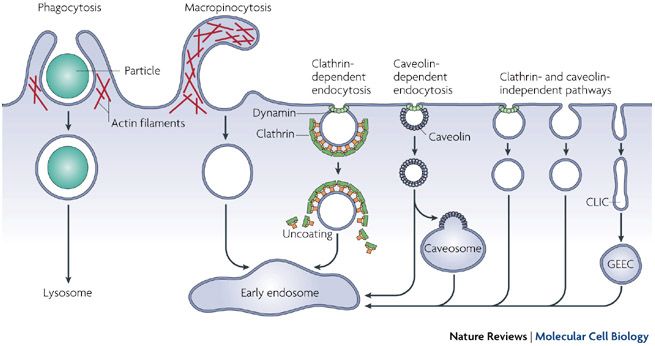 Phagocytosis
Macropinocytosis
Clathrin-
dependent
endocytosis
Caveolin-
dependent
endocytosis
Clathrin- and caveolin-
independent pathways
Particle
Actin filaments
Dynamin
Clathrin
Caveolin
Uncoating
CLIC
Caveosome
GEEC
Lysosome
Early endosome
Nature Reviews | Molecular Cell Biology